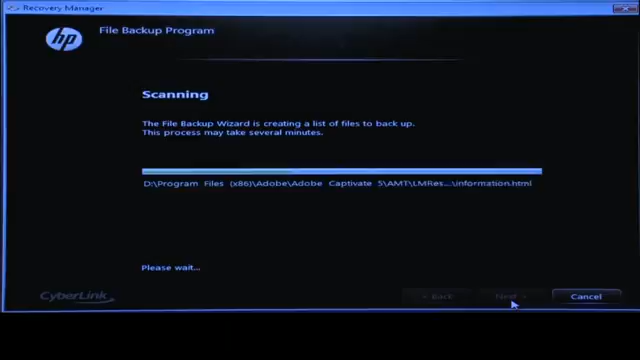 Recovery Manager
hp
File Backup Program
Scanning
The File Backup Wizard is creating a list of files to back up.
This process may take several minutes.
D:\Program Files (x86)\Adobe\Adobe Captivate 5\AMT\LMRes...\information.html
Please wait...
CyberLink
< Back
Next >
Cancel